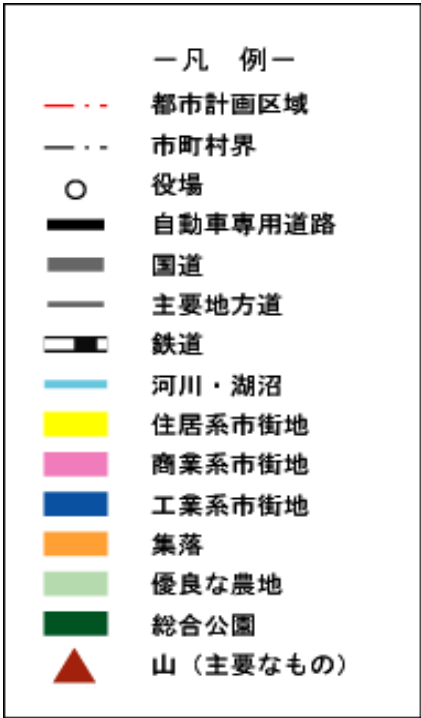 －凡　例－
都市計画区域
市町村界
役場
自動車専用道路
国道
主要地方道
鉄道
河川・湖沼
住居系市街地
商業系市街地
工業系市街地
集落
優良な農地
総合公園
山（主要なもの）